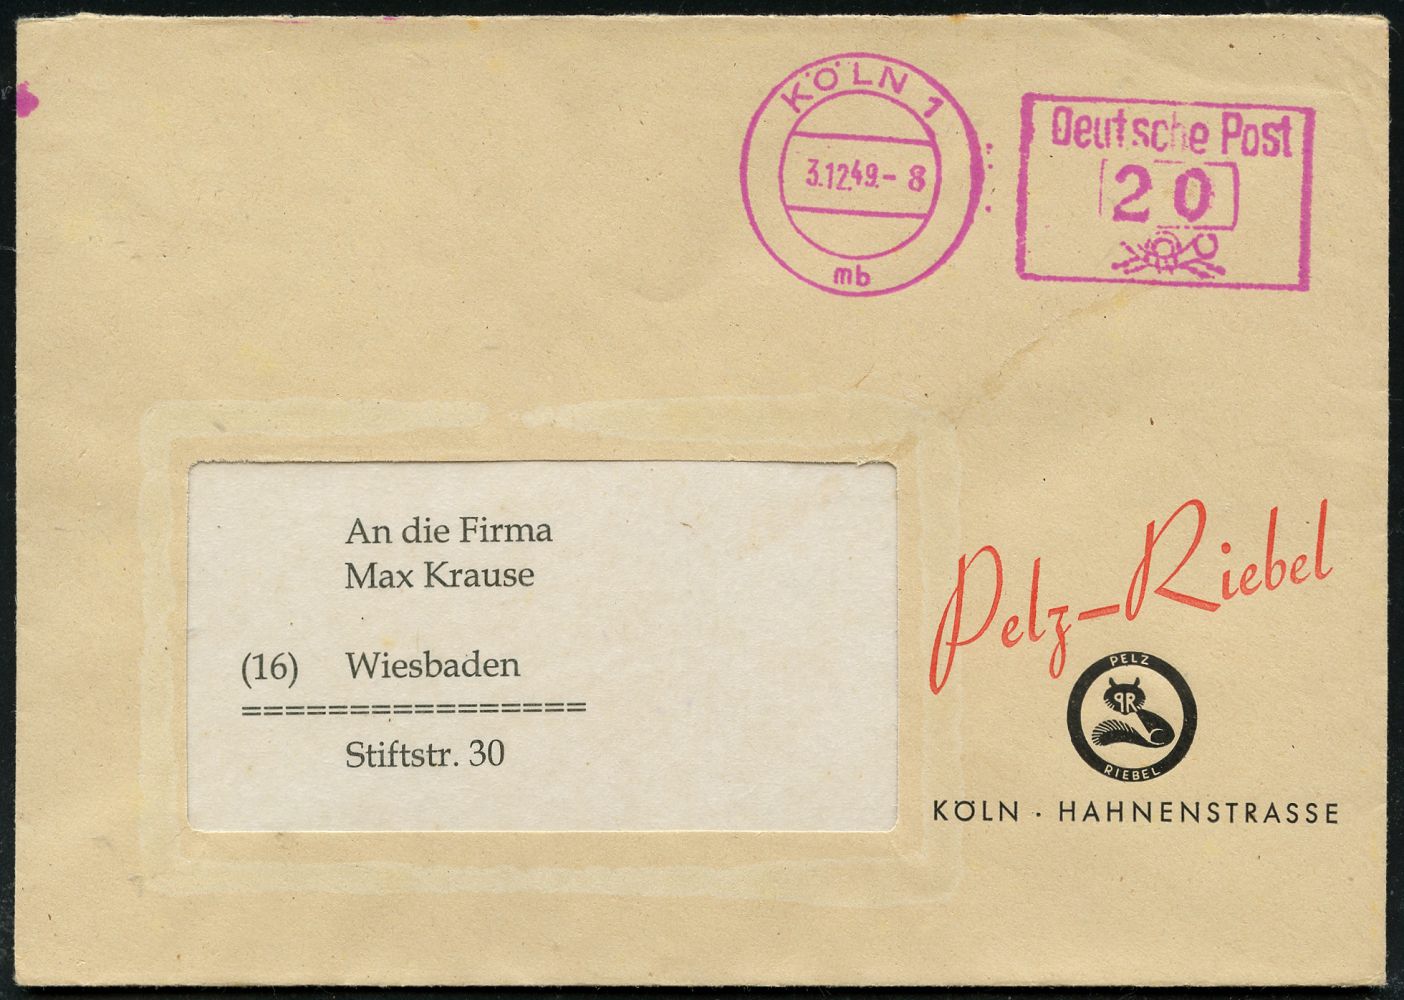 KÖLN 1
3.12.49.- 8
mb
Deutsche Post
20
An die Firma
Max Krause
(16) Wiesbaden
================
Stiftstr. 30
Pelz-Riebel
PELZ
PR
RIEBEL
KÖLN · HAHNENSTRASSE